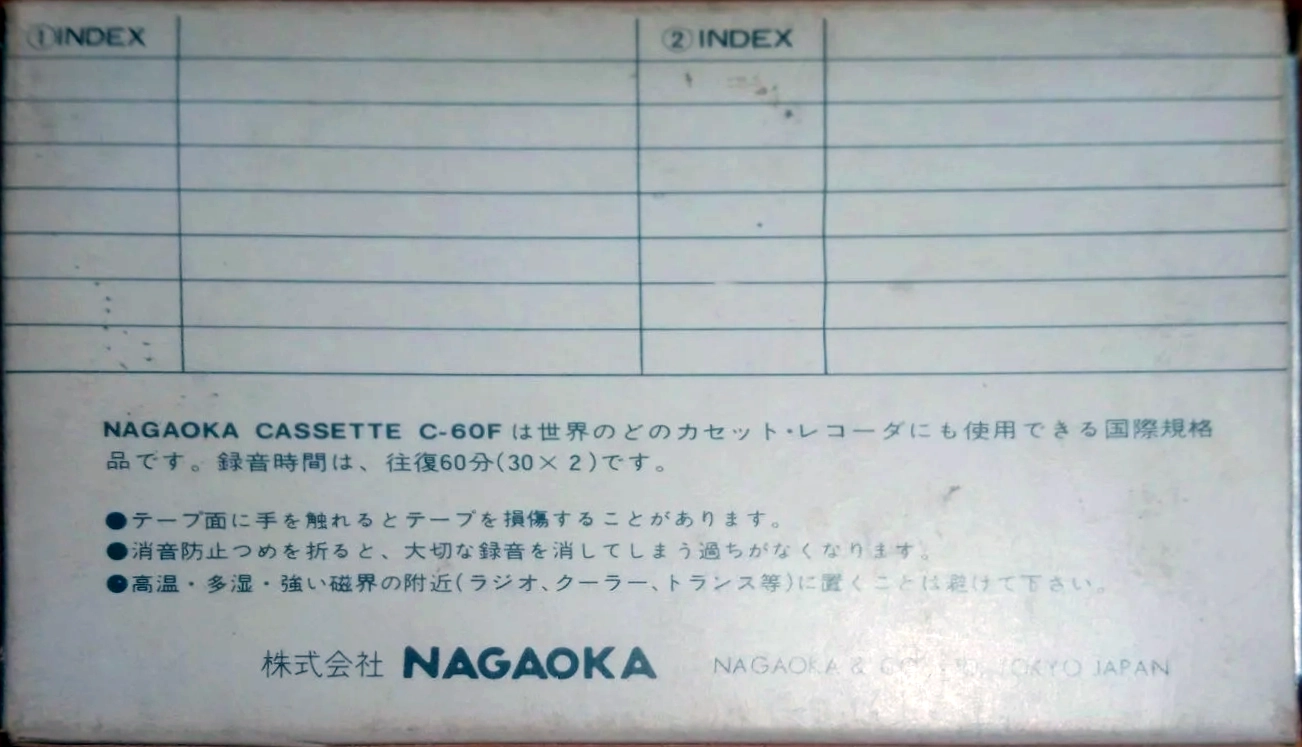 ①INDEX ②INDEX
NAGAOKA CASSETTE C-60Fは世界のどのカセット・レコーダにも使用できる国際規格
品です。録音時間は、往復60分(30×2)です。
●テープ面に手を触れるとテープを損傷することがあります。
●消音防止つめを折ると、大切な録音を消してしまう過ちがなくなります。
●高温・多湿・強い磁界の附近(ラジオ、クーラー、トランス等)に置くことは避けて下さい。
株式会社 NAGAOKA NAGAOKA & TOKYO JAPAN